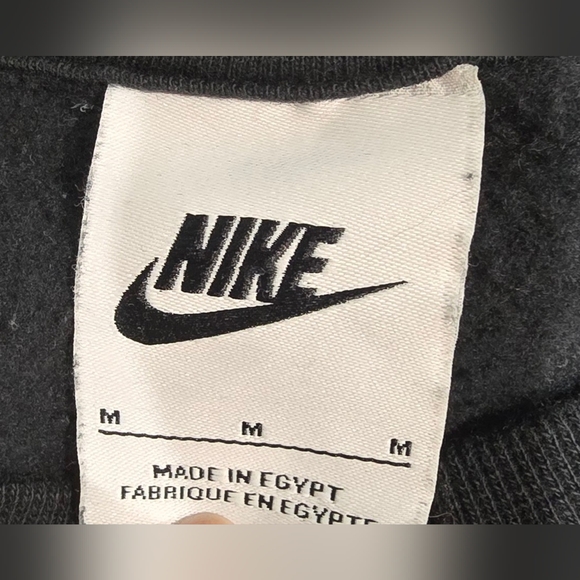 NIKE
M M M
MADE IN EGYPT
FABRIQUE EN EGYPTE